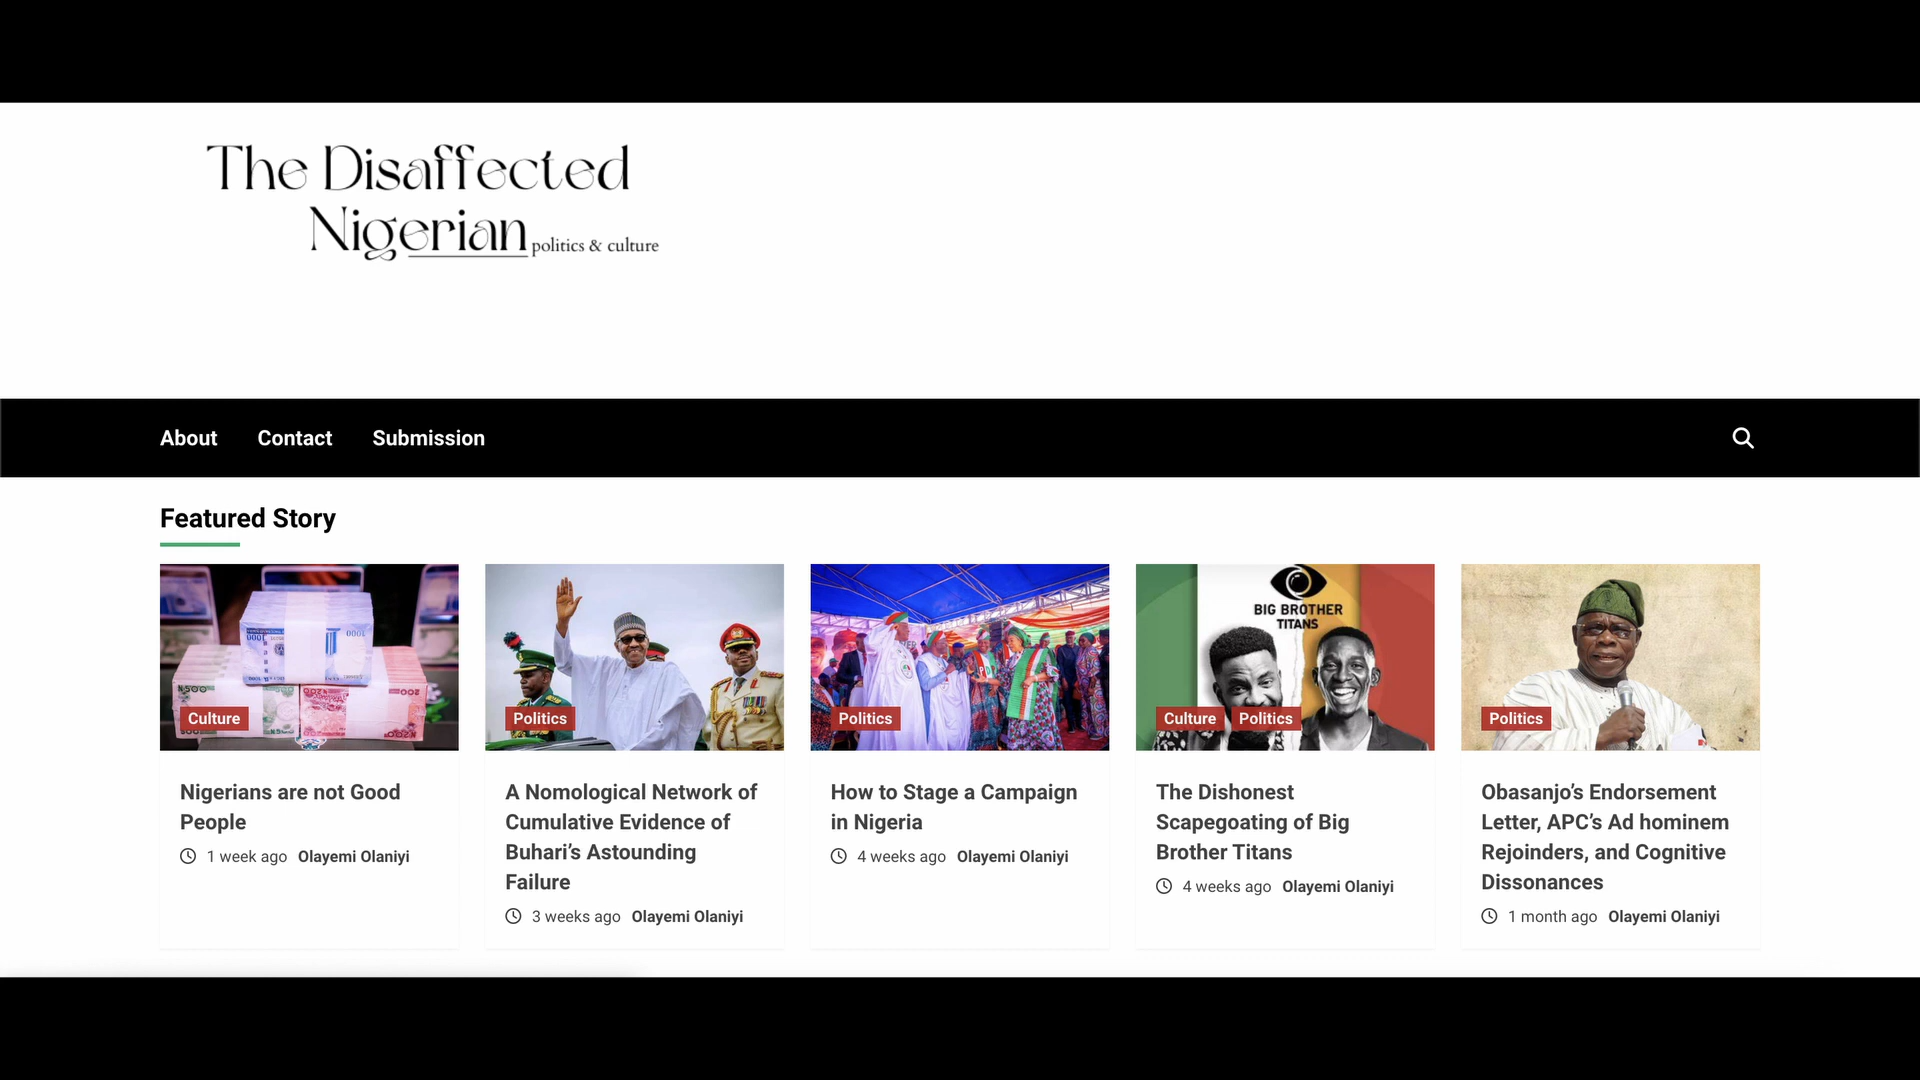 The Disaffected
Nigerian politics & culture
About Contact Submission
Featured Story
Culture
Nigerians are not Good
People
1 week ago Olayemi Olaniyi
Politics
A Nomological Network of
Cumulative Evidence of
Buhari’s Astounding
Failure
3 weeks ago Olayemi Olaniyi
Politics
How to Stage a Campaign
in Nigeria
4 weeks ago Olayemi Olaniyi
BIG BROTHER
TITANS
Culture Politics
The Dishonest
Scapegoating of Big
Brother Titans
4 weeks ago Olayemi Olaniyi
Politics
Obasanjo’s Endorsement
Letter, APC’s Ad hominem
Rejoinders, and Cognitive
Dissonances
1 month ago Olayemi Olaniyi